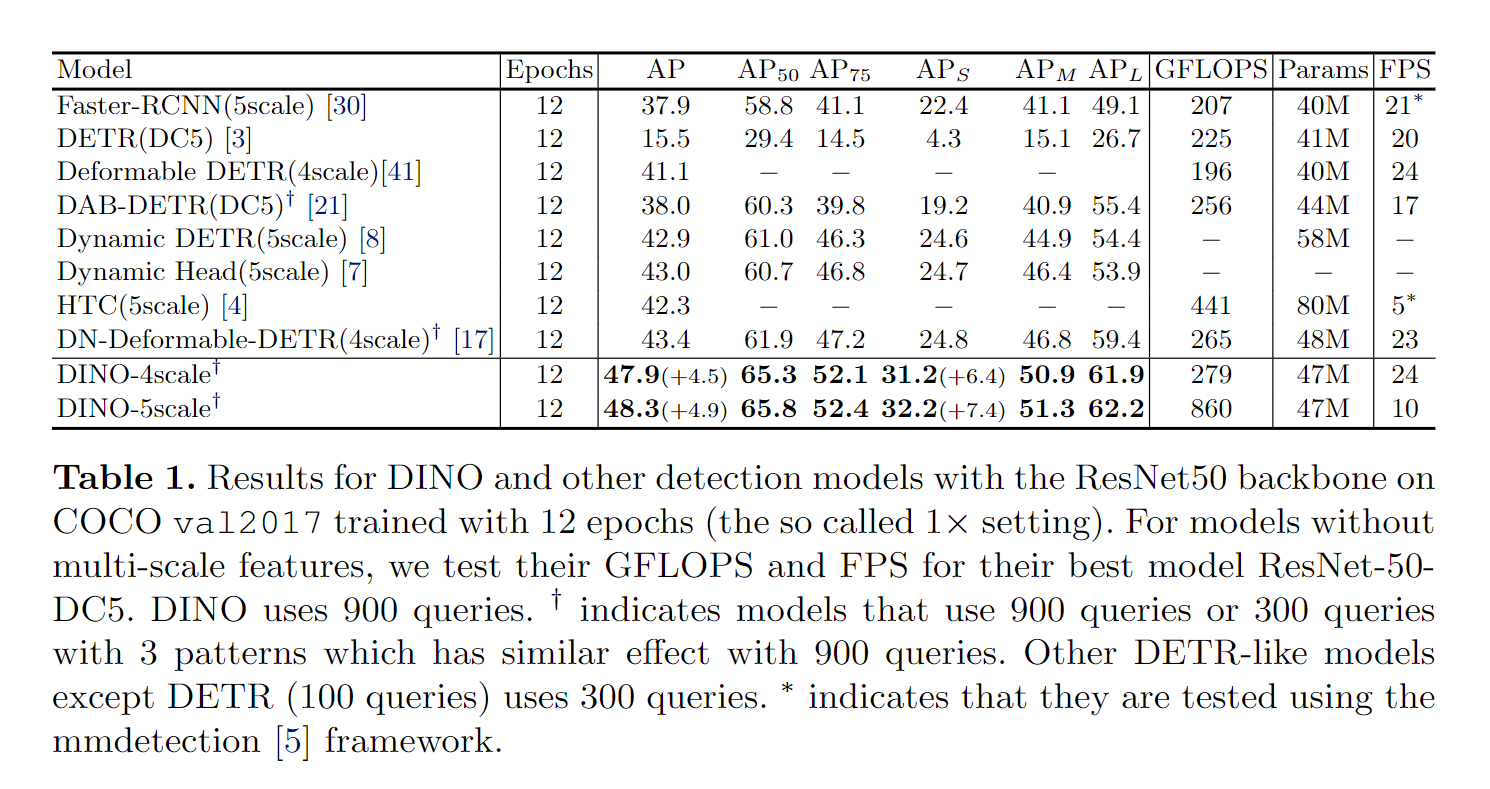 Model Epochs AP AP50 AP75 APS APM APL GFLOPS Params FPS
Faster-RCNN(5scale) [30] 12 37.9 58.8 41.1 22.4 41.1 49.1 207 40M 21*
DETR(DC5) [3] 12 15.5 29.4 14.5 4.3 15.1 26.7 225 41M 20
Deformable DETR(4scale)[41] 12 41.1 − − − − 196 40M 24
DAB-DETR(DC5)† [21] 12 38.0 60.3 39.8 19.2 40.9 55.4 256 44M 17
Dynamic DETR(5scale) [8] 12 42.9 61.0 46.3 24.6 44.9 54.4 − 58M −
Dynamic Head(5scale) [7] 12 43.0 60.7 46.8 24.7 46.4 53.9 − − −
HTC(5scale) [4] 12 42.3 − − − − − 441 80M 5*
DN-Deformable-DETR(4scale)† [17] 12 43.4 61.9 47.2 24.8 46.8 59.4 265 48M 23
DINO-4scale† 12 47.9(+4.5) 65.3 52.1 31.2(+6.4) 50.9 61.9 279 47M 24
DINO-5scale† 12 48.3(+4.9) 65.8 52.4 32.2(+7.4) 51.3 62.2 860 47M 10
Table 1. Results for DINO and other detection models with the ResNet50 backbone on
COCO val2017 trained with 12 epochs (the so called 1× setting). For models without
multi-scale features, we test their GFLOPS and FPS for their best model ResNet-50-
DC5. DINO uses 900 queries. † indicates models that use 900 queries or 300 queries
with 3 patterns which has similar effect with 900 queries. Other DETR-like models
except DETR (100 queries) uses 300 queries. * indicates that they are tested using the
mmdetection [5] framework.